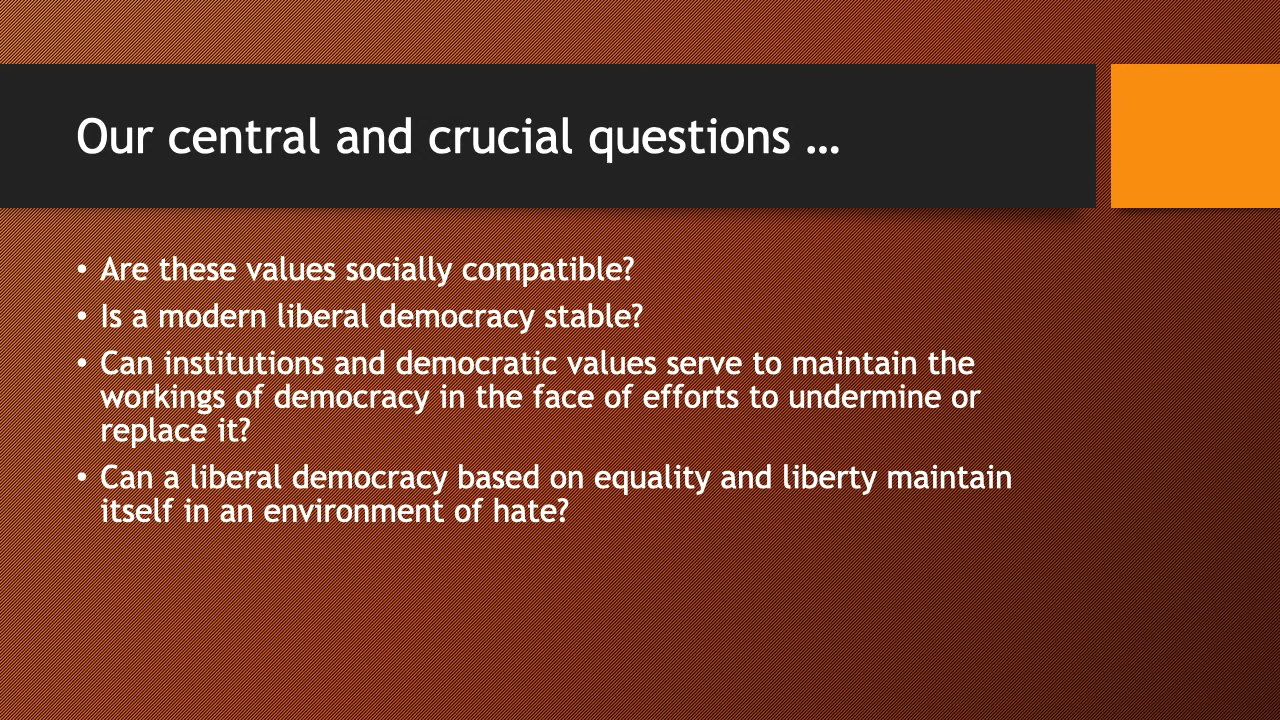 Our central and crucial questions …
• Are these values socially compatible?
• Is a modern liberal democracy stable?
• Can institutions and democratic values serve to maintain the
workings of democracy in the face of efforts to undermine or
replace it?
• Can a liberal democracy based on equality and liberty maintain
itself in an environment of hate?